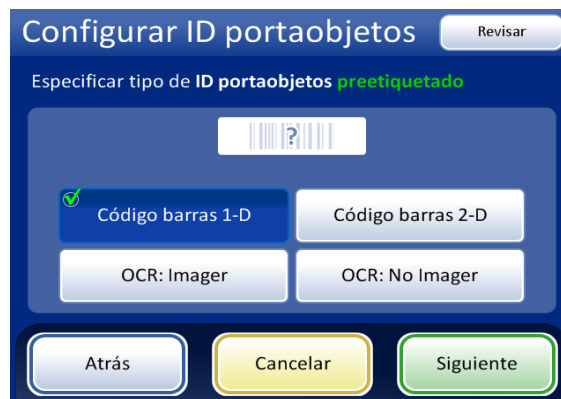 Configurar ID portaobjetos
Revisar
Especificar tipo de ID portaobjetos preetiquetado
?
Código barras 1-D
Código barras 2-D
OCR: Imager
OCR: No Imager
Atrás
Cancelar
Siguiente